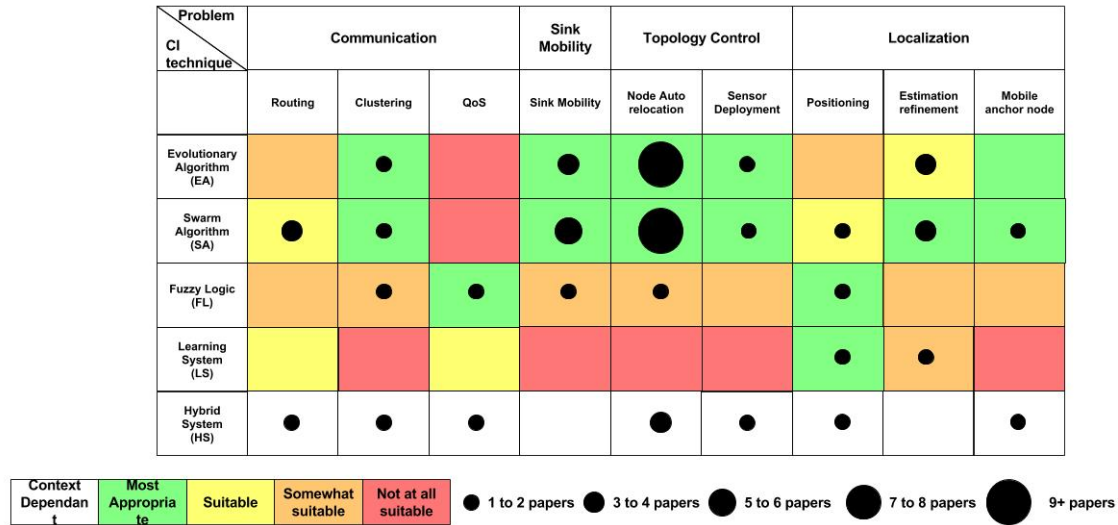 Problem
CI
technique
Communication
Sink
Mobility
Topology Control
Localization
Routing
Clustering
QoS
Sink Mobility
Node Auto
relocation
Sensor
Deployment
Positioning
Estimation
refinement
Mobile
anchor node
Evolutionary
Algorithm
(EA)
Swarm
Algorithm
(SA)
Fuzzy Logic
(FL)
Learning
System
(LS)
Hybrid
System
(HS)
Context
Dependan
t
Most
Appropria
te
Suitable
Somewhat
suitable
Not at all
suitable
1 to 2 papers
3 to 4 papers
5 to 6 papers
7 to 8 papers
9+ papers